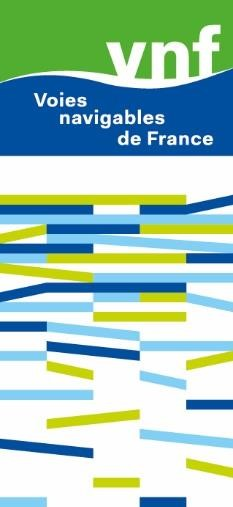 vnf
Voies
navigables
de France